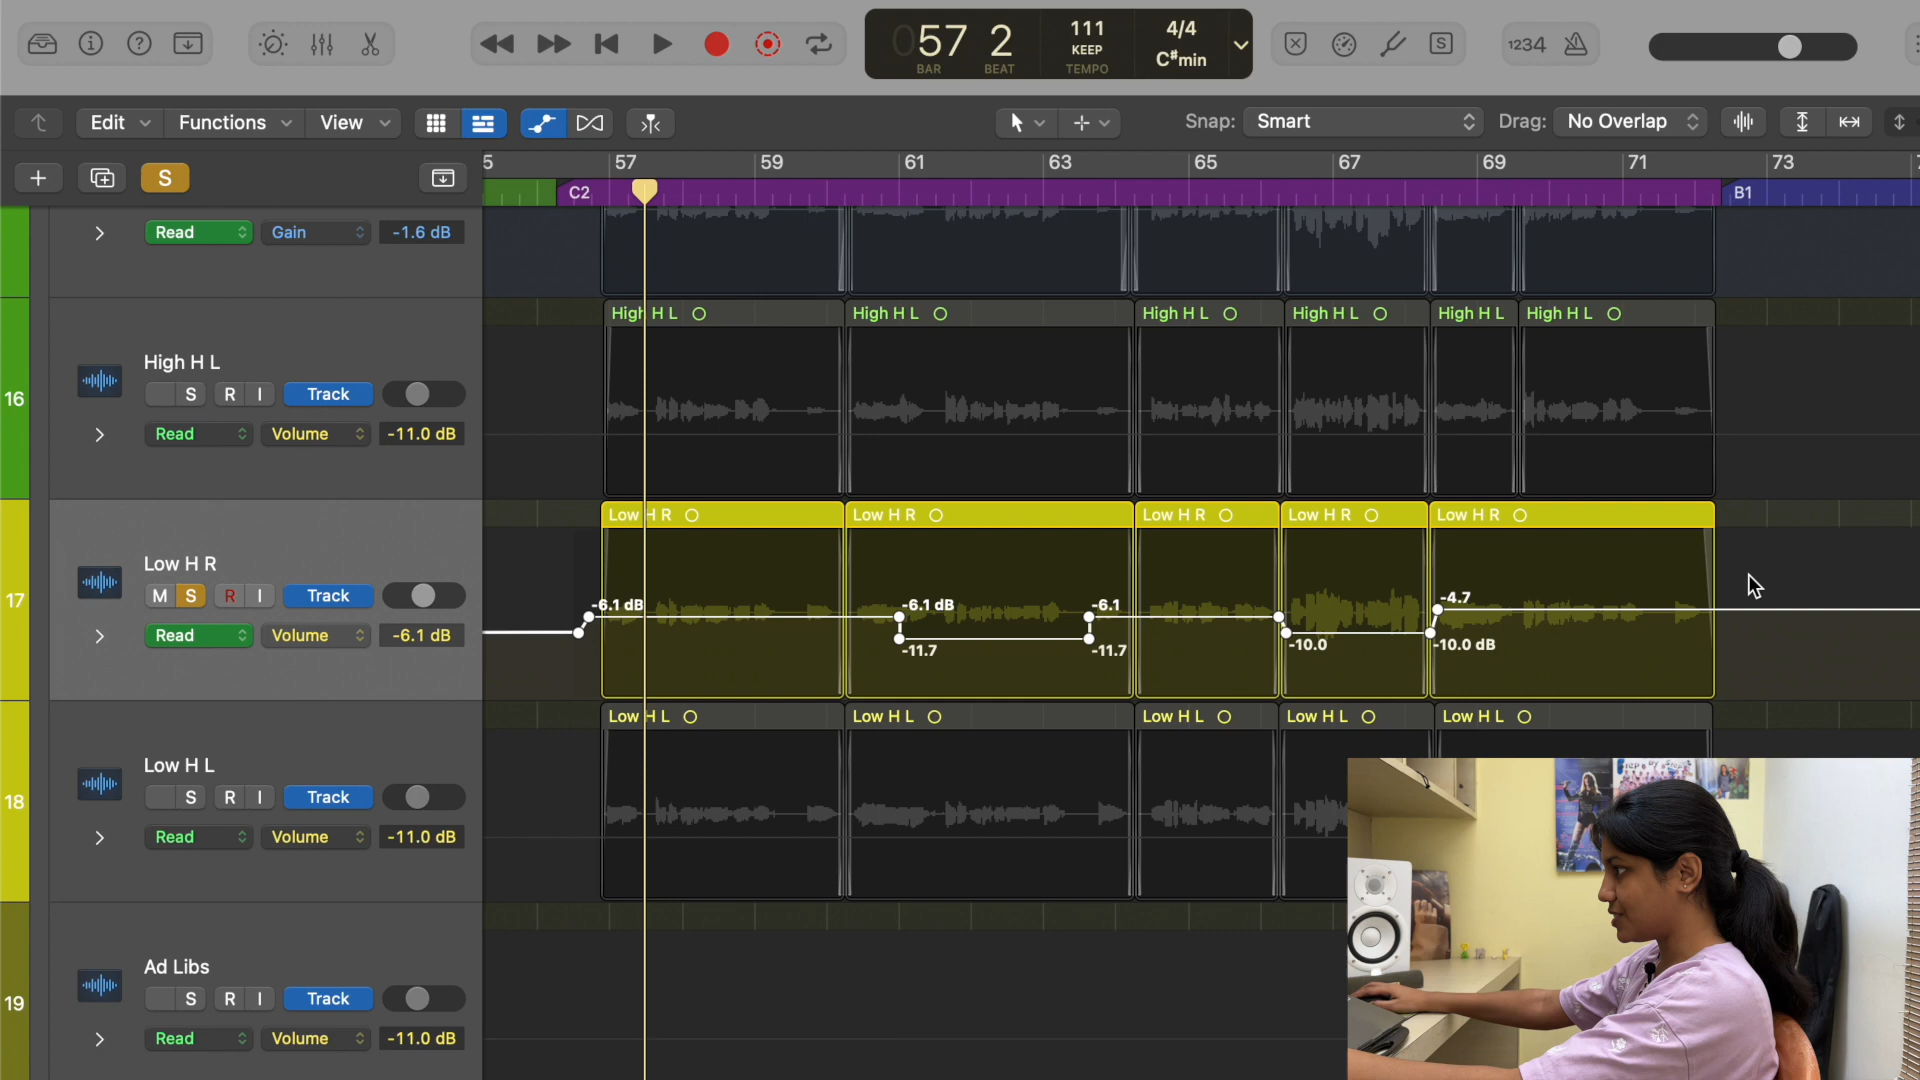 057 2 111 4/4
KEEP C#min
BAR BEAT TEMPO
S 1234
Edit Functions View Snap: Smart Drag: No Overlap
S
5 57 59 61 63 65 67 69 71 73
C2 B1
Read Gain -1.6 dB
High H L High H L High H L High H L High H L High H L
16
High H L
S R I Track
Read Volume -11.0 dB
Low H R Low H R Low H R Low H R Low H R
17
Low H R
M S R I Track
Read Volume -6.1 dB
-6.1 dB -6.1 dB -6.1 -4.7
-11.7 -11.7 -10.0 -10.0 dB
Low H L Low H L Low H L Low H L Low H L
18
Low H L
S R I Track
Read Volume -11.0 dB
19
Ad Libs
S R I Track
Read Volume -11.0 dB